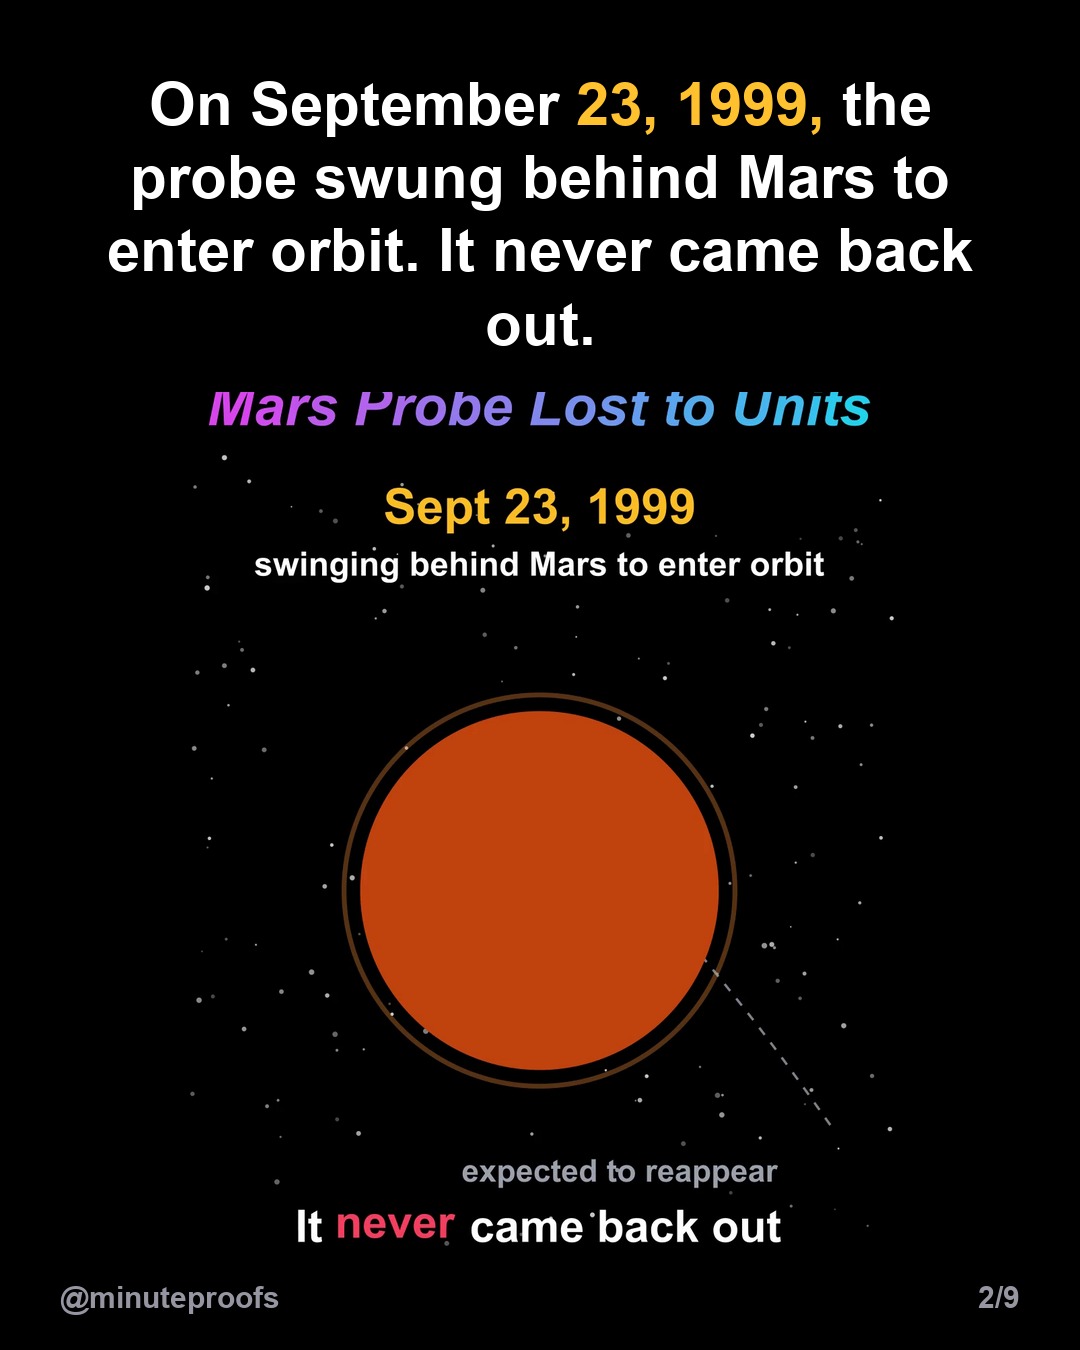 On September 23, 1999, the
probe swung behind Mars to
enter orbit. It never came back
out.
Mars Probe Lost to Units
Sept 23, 1999
swinging behind Mars to enter orbit
expected to reappear
It never came back out
@minuteproofs
2/9